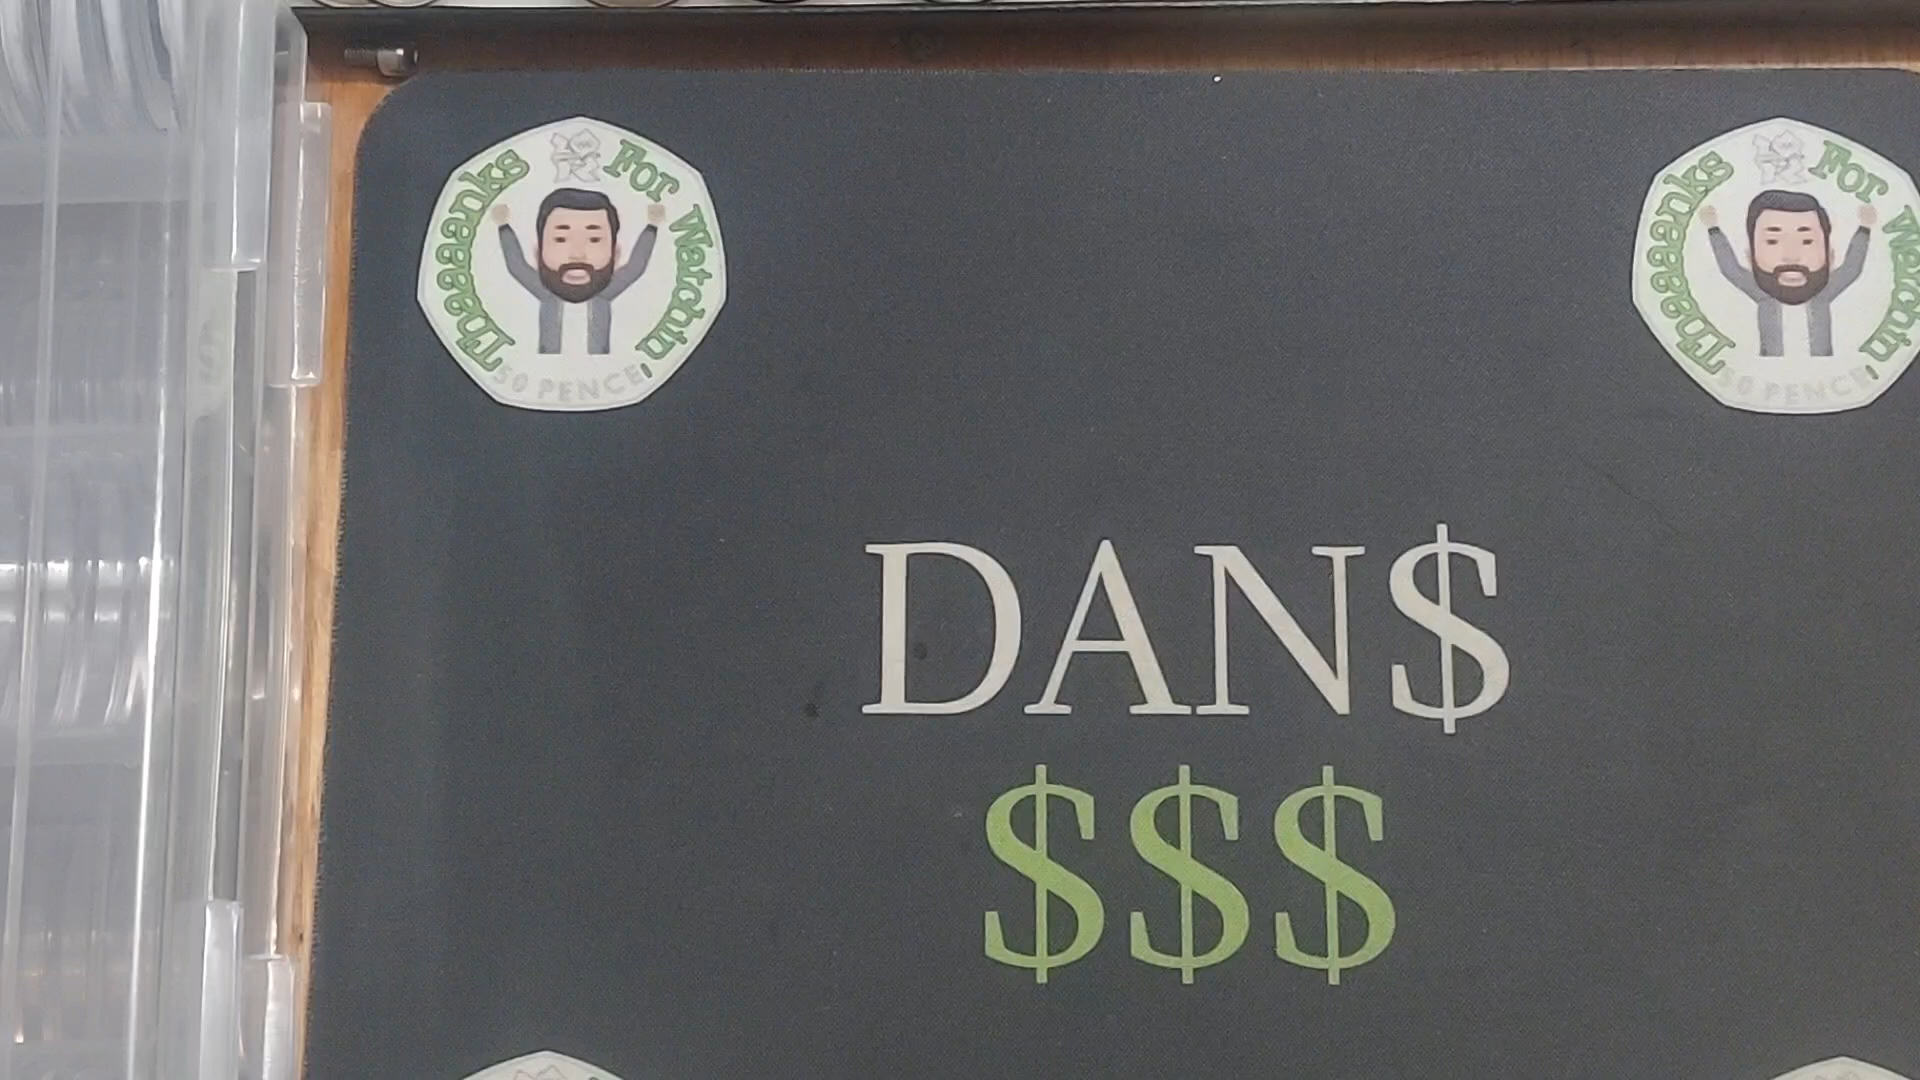 Thaaaanks For Watchin'
50 PENCE
Thaaaanks For Watchin'
50 PENCE
DAN$
$$$